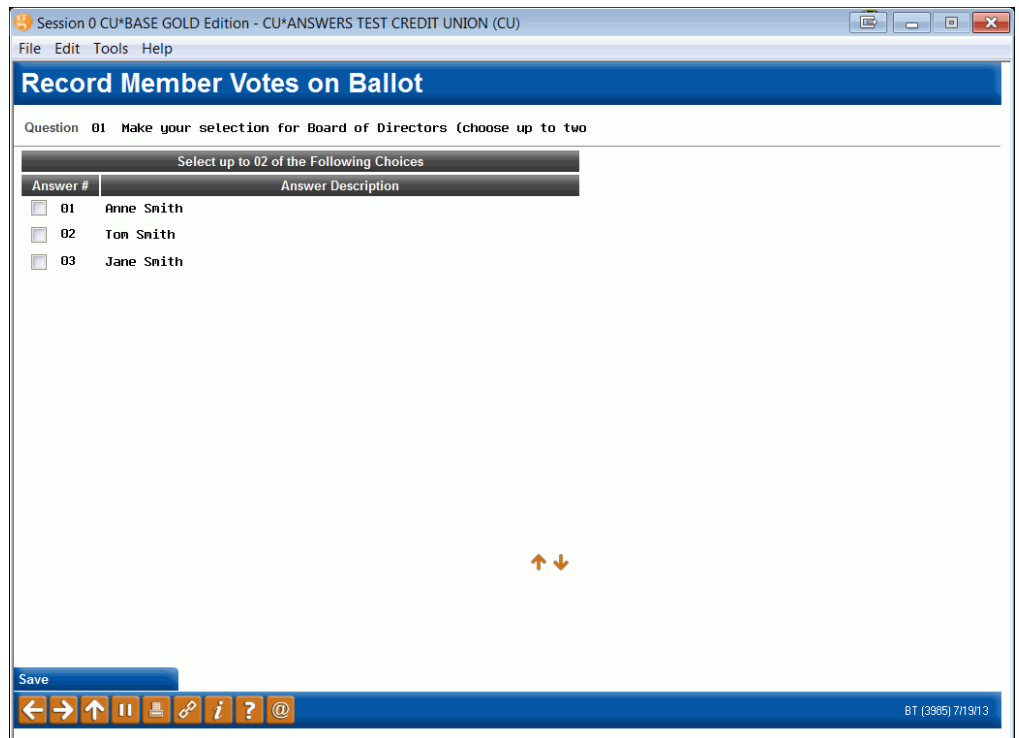 Session 0 CU*BASE GOLD Edition - CU*ANSWERS TEST CREDIT UNION (CU)
File Edit Tools Help
Record Member Votes on Ballot
Question 01 Make your selection for Board of Directors (choose up to two
Select up to 02 of the Following Choices
Answer # Answer Description
01 Anne Smith
02 Tom Smith
03 Jane Smith
Save
i ? @
BT (3985) 7/19/13